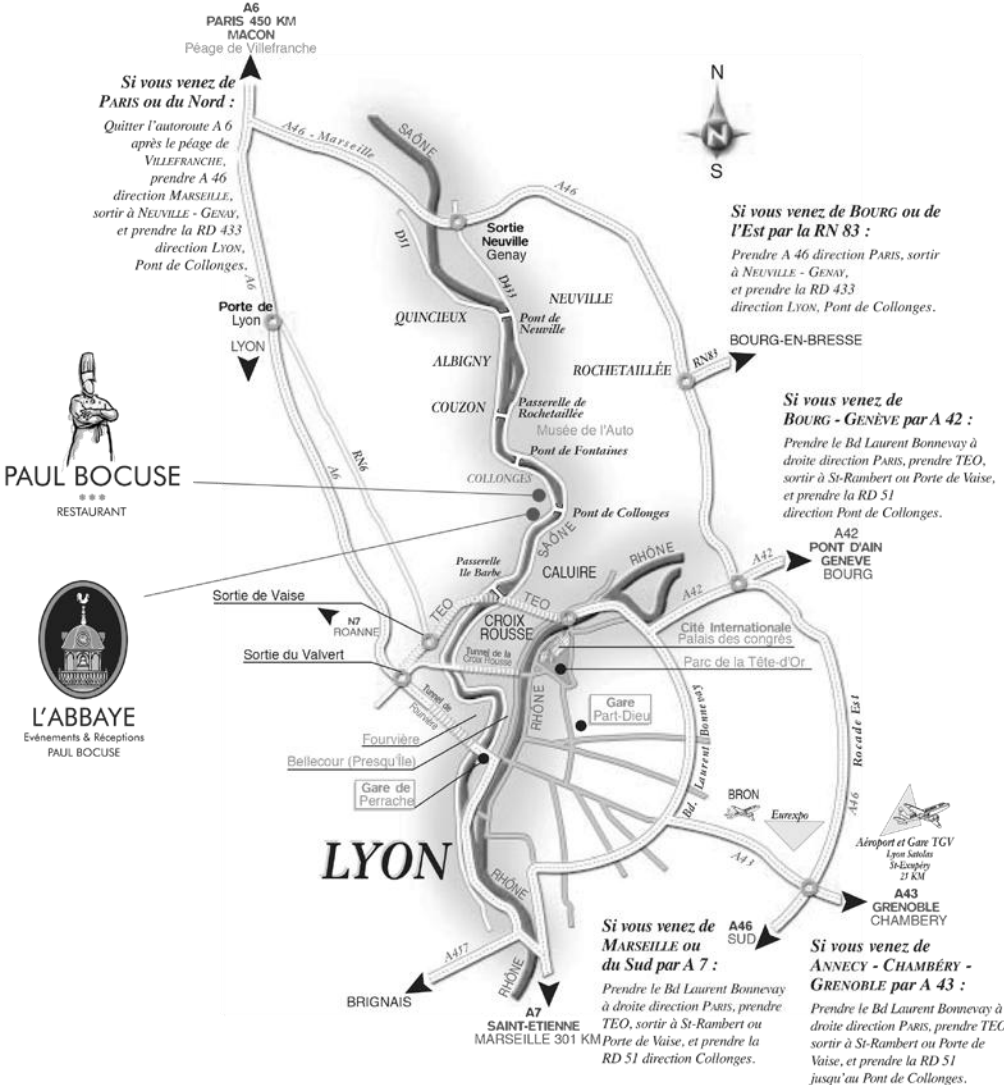 A6
PARIS 450 KM
MACON
Péage de Villefranche
Si vous venez de
PARIS ou du Nord :
Quitter l'autoroute A 6
après le péage de
VILLEFRANCHE,
prendre A 46
direction MARSEILLE,
sortir à NEUVILLE - GENAY,
et prendre la RD 433
direction LYON,
Pont de Collonges.
A46 - Marseille
SAÔNE
N
N
S
A46
Si vous venez de BOURG ou de
l'Est par la RN 83 :
Prendre A 46 direction PARIS, sortir
à NEUVILLE - GENAY,
et prendre la RD 433
direction LYON, Pont de Collonges.
Sortie
Neuville
Genay
D51
D433
A6
Porte de
Lyon
LYON
QUINCIEUX
NEUVILLE
Pont de
Neuville
ALBIGNY
ROCHETAILLÉE
RN83
BOURG-EN-BRESSE
COUZON
Passerelle de
Rochetaillée
Musée de l'Auto
Pont de Fontaines
COLLONGES
Pont de Collonges
RN6
A6
PAUL BOCUSE
RESTAURANT
Si vous venez de
BOURG - GENÈVE par A 42 :
Prendre le Bd Laurent Bonnevay à
droite direction PARIS, prendre TEO,
sortir à St-Rambert ou Porte de Vaise,
et prendre la RD 51
direction Pont de Collonges.
A42
PONT D'AIN
GENEVE
BOURG
A42
A42
SAÔNE
RHÔNE
Passerelle
Ile Barbe
CALUIRE
Sortie de Vaise
N7
ROANNE
TEO
TEO
CROIX
ROUSSE
Cité Internationale
Palais des congrès
Sortie du Valvert
Tunnel de la
Croix Rousse
Parc de la Tête-d'Or
L'ABBAYE
Evénements & Réceptions
PAUL BOCUSE
Tunnel de
Fourvière
RHÔNE
Gare
Part-Dieu
Fourvière
Bellecour (Presqu'Île)
Gare de
Perrache
Bd. Laurent Bonnevay
A46 Rocade Est
BRON
Eurexpo
A43
Aéroport et Gare TGV
Lyon Satolas
St-Exupéry
25 KM
A43
GRENOBLE
CHAMBERY
LYON
RHÔNE
A457
BRIGNAIS
RHÔNE
A7
SAINT-ETIENNE
MARSEILLE 301 KM
A46
SUD
Si vous venez de
MARSEILLE ou
du Sud par A 7 :
Prendre le Bd Laurent Bonnevay
à droite direction PARIS, prendre
TEO, sortir à St-Rambert ou
Porte de Vaise, et prendre la
RD 51 direction Collonges.
Si vous venez de
ANNECY - CHAMBÉRY -
GRENOBLE par A 43 :
Prendre le Bd Laurent Bonnevay à
droite direction PARIS, prendre TEO
sortir à St-Rambert ou Porte de
Vaise, et prendre la RD 51
jusqu'au Pont de Collonges.